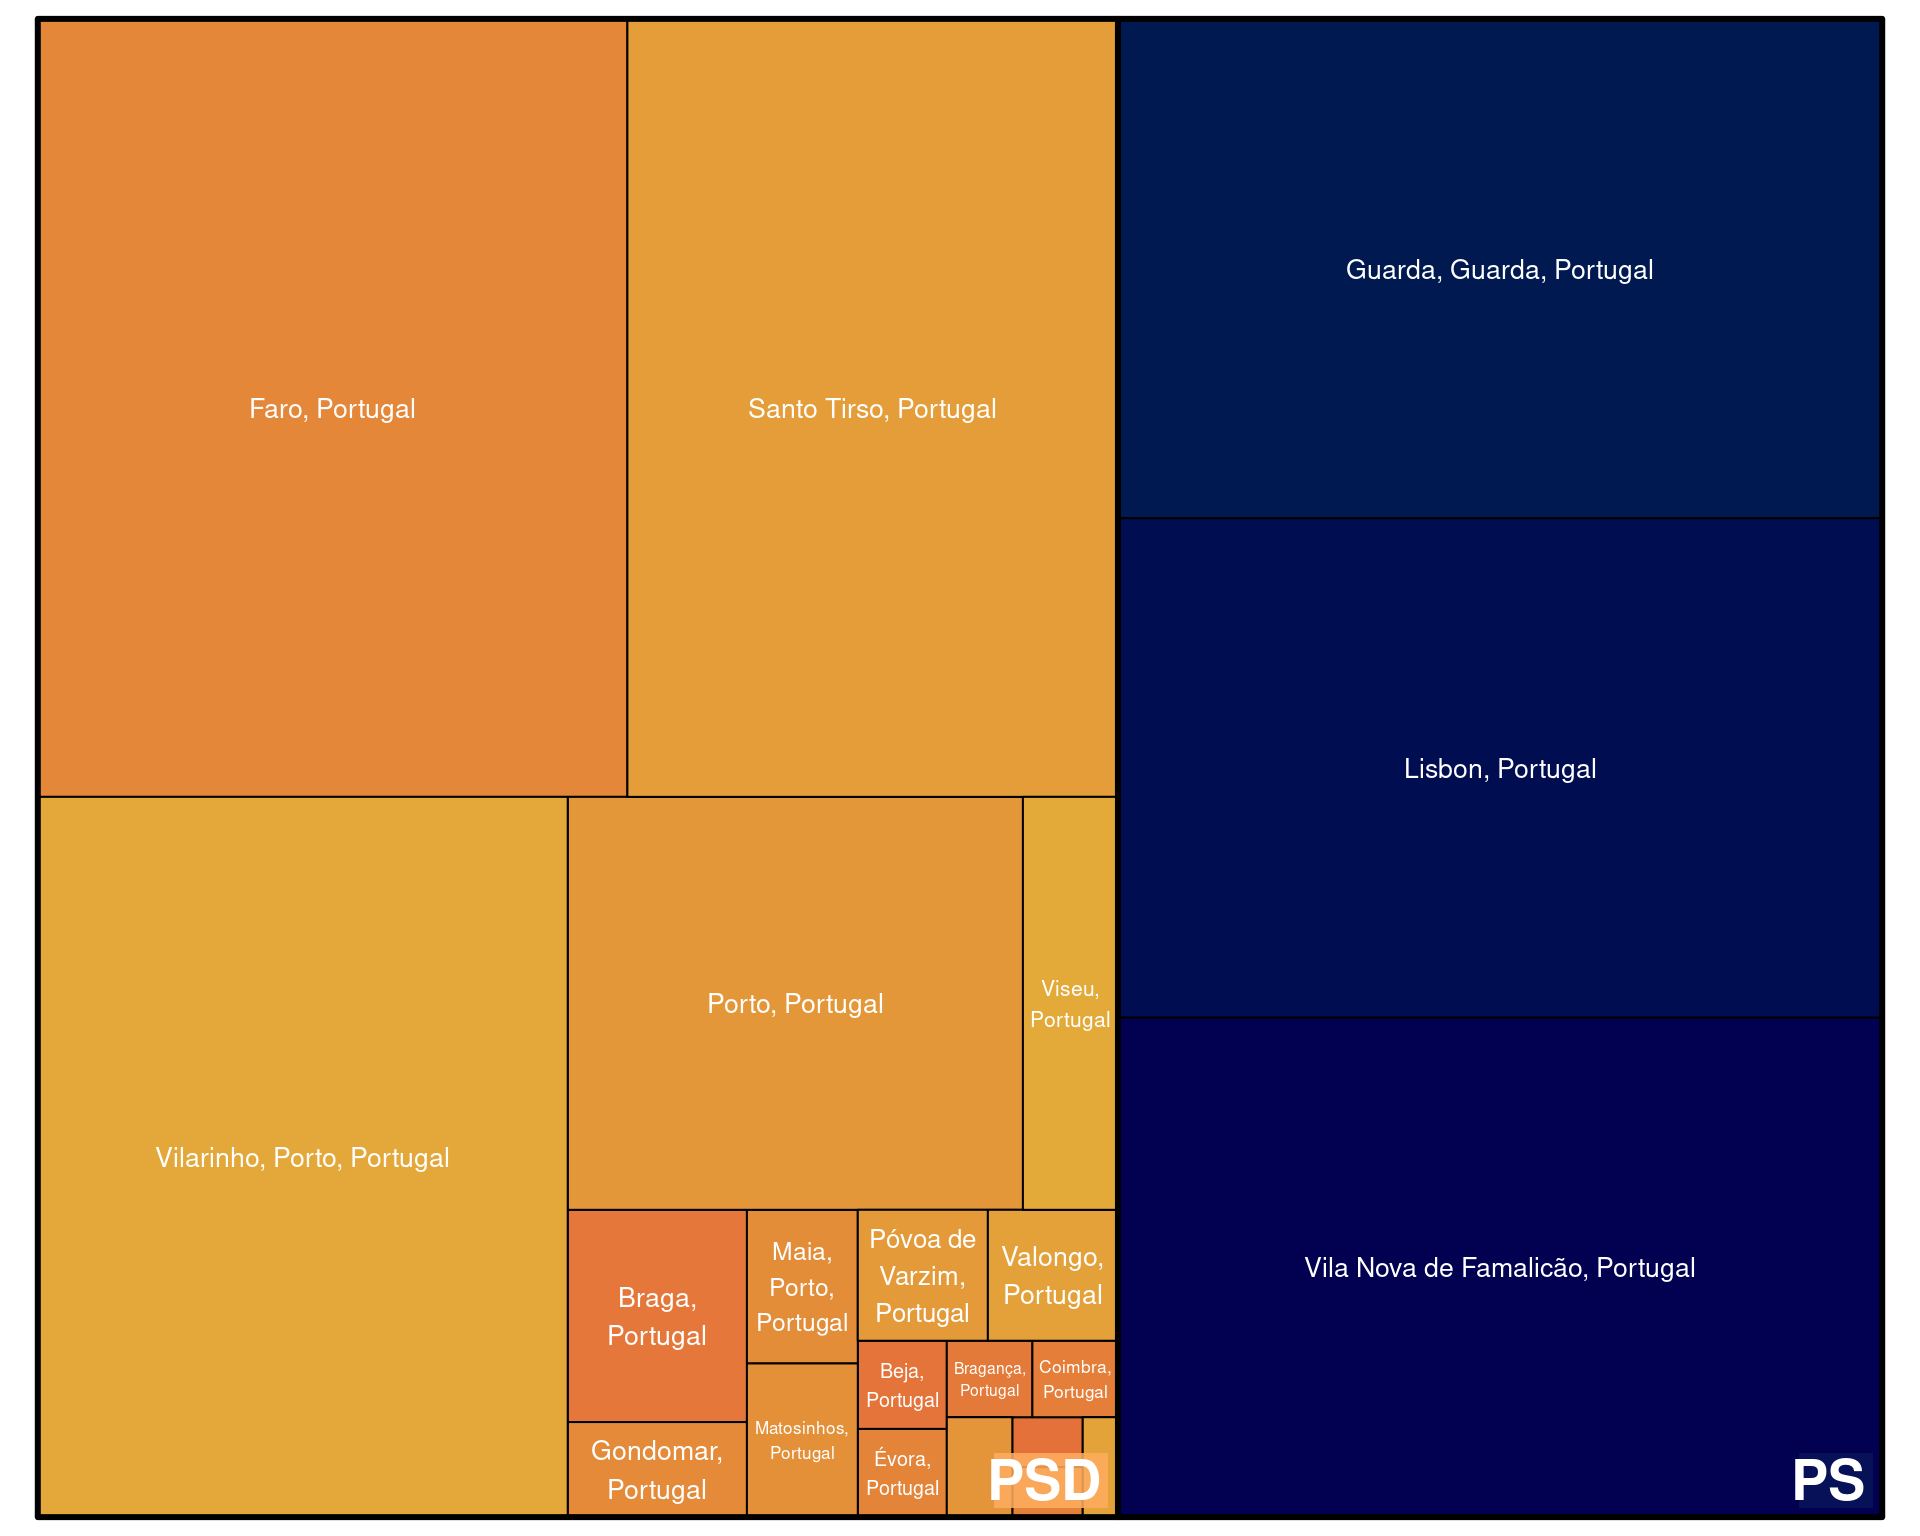 Faro, Portugal
Santo Tirso, Portugal
Guarda, Guarda, Portugal
Lisbon, Portugal
Vilarinho, Porto, Portugal
Porto, Portugal
Viseu,
Portugal
Vila Nova de Famalicão, Portugal
Braga,
Portugal
Maia,
Porto,
Portugal
Póvoa de
Varzim,
Portugal
Valongo,
Portugal
Beja,
Portugal
Bragança,
Portugal
Coimbra,
Portugal
Gondomar,
Portugal
Matosinhos,
Portugal
Évora,
Portugal
PSD
PS